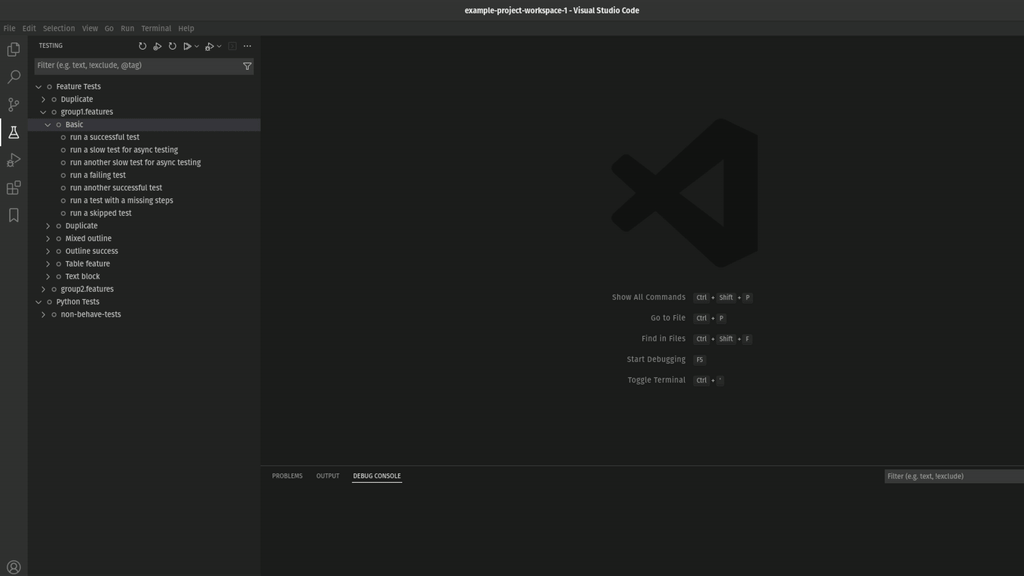 example-project-workspace-1 - Visual Studio Code
File Edit Selection View Go Run Terminal Help
TESTING
Filter (e.g. text, !exclude, @tag)
Feature Tests
Duplicate
group1.features
Basic
run a successful test
run a slow test for async testing
run another slow test for async testing
run a failing test
run another successful test
run a test with a missing steps
run a skipped test
Duplicate
Mixed outline
Outline success
Table feature
Text block
group2.features
Python Tests
non-behave-tests
Show All Commands Ctrl + Shift + P
Go to File Ctrl + P
Find in Files Ctrl + Shift + F
Start Debugging F5
Toggle Terminal Ctrl + `
PROBLEMS OUTPUT DEBUG CONSOLE
Filter (e.g. text, !exclude)